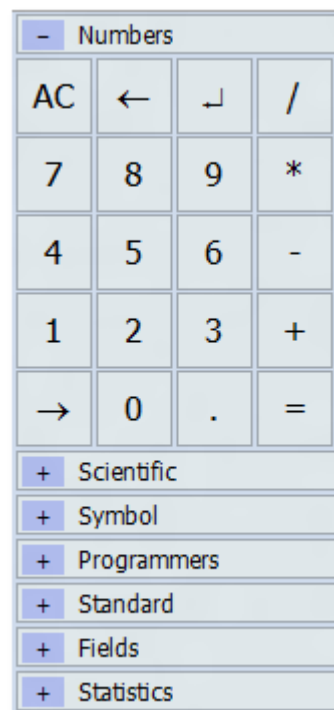 – Numbers
AC ← ↵ /
7 8 9 *
4 5 6 -
1 2 3 +
→ 0 . =
+ Scientific
+ Symbol
+ Programmers
+ Standard
+ Fields
+ Statistics